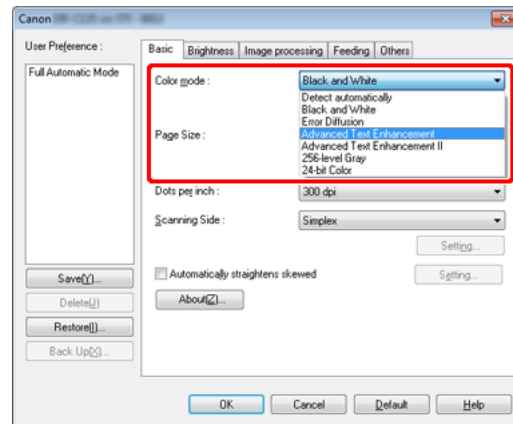 Canon
User Preference :
Full Automatic Mode
Basic
Brightness
Image processing
Feeding
Others
Color mode :
Black and White
Detect automatically
Black and White
Error Diffusion
Advanced Text Enhancement
Advanced Text Enhancement II
256-level Gray
24-bit Color
Page Size :
Dots per inch :
300 dpi
Scanning Side :
Simplex
Setting...
Automatically straightens skewed
Setting...
About(Z)...
Save(Y)...
Delete(J)
Restore(I)...
Back Up(X)...
OK
Cancel
Default
Help